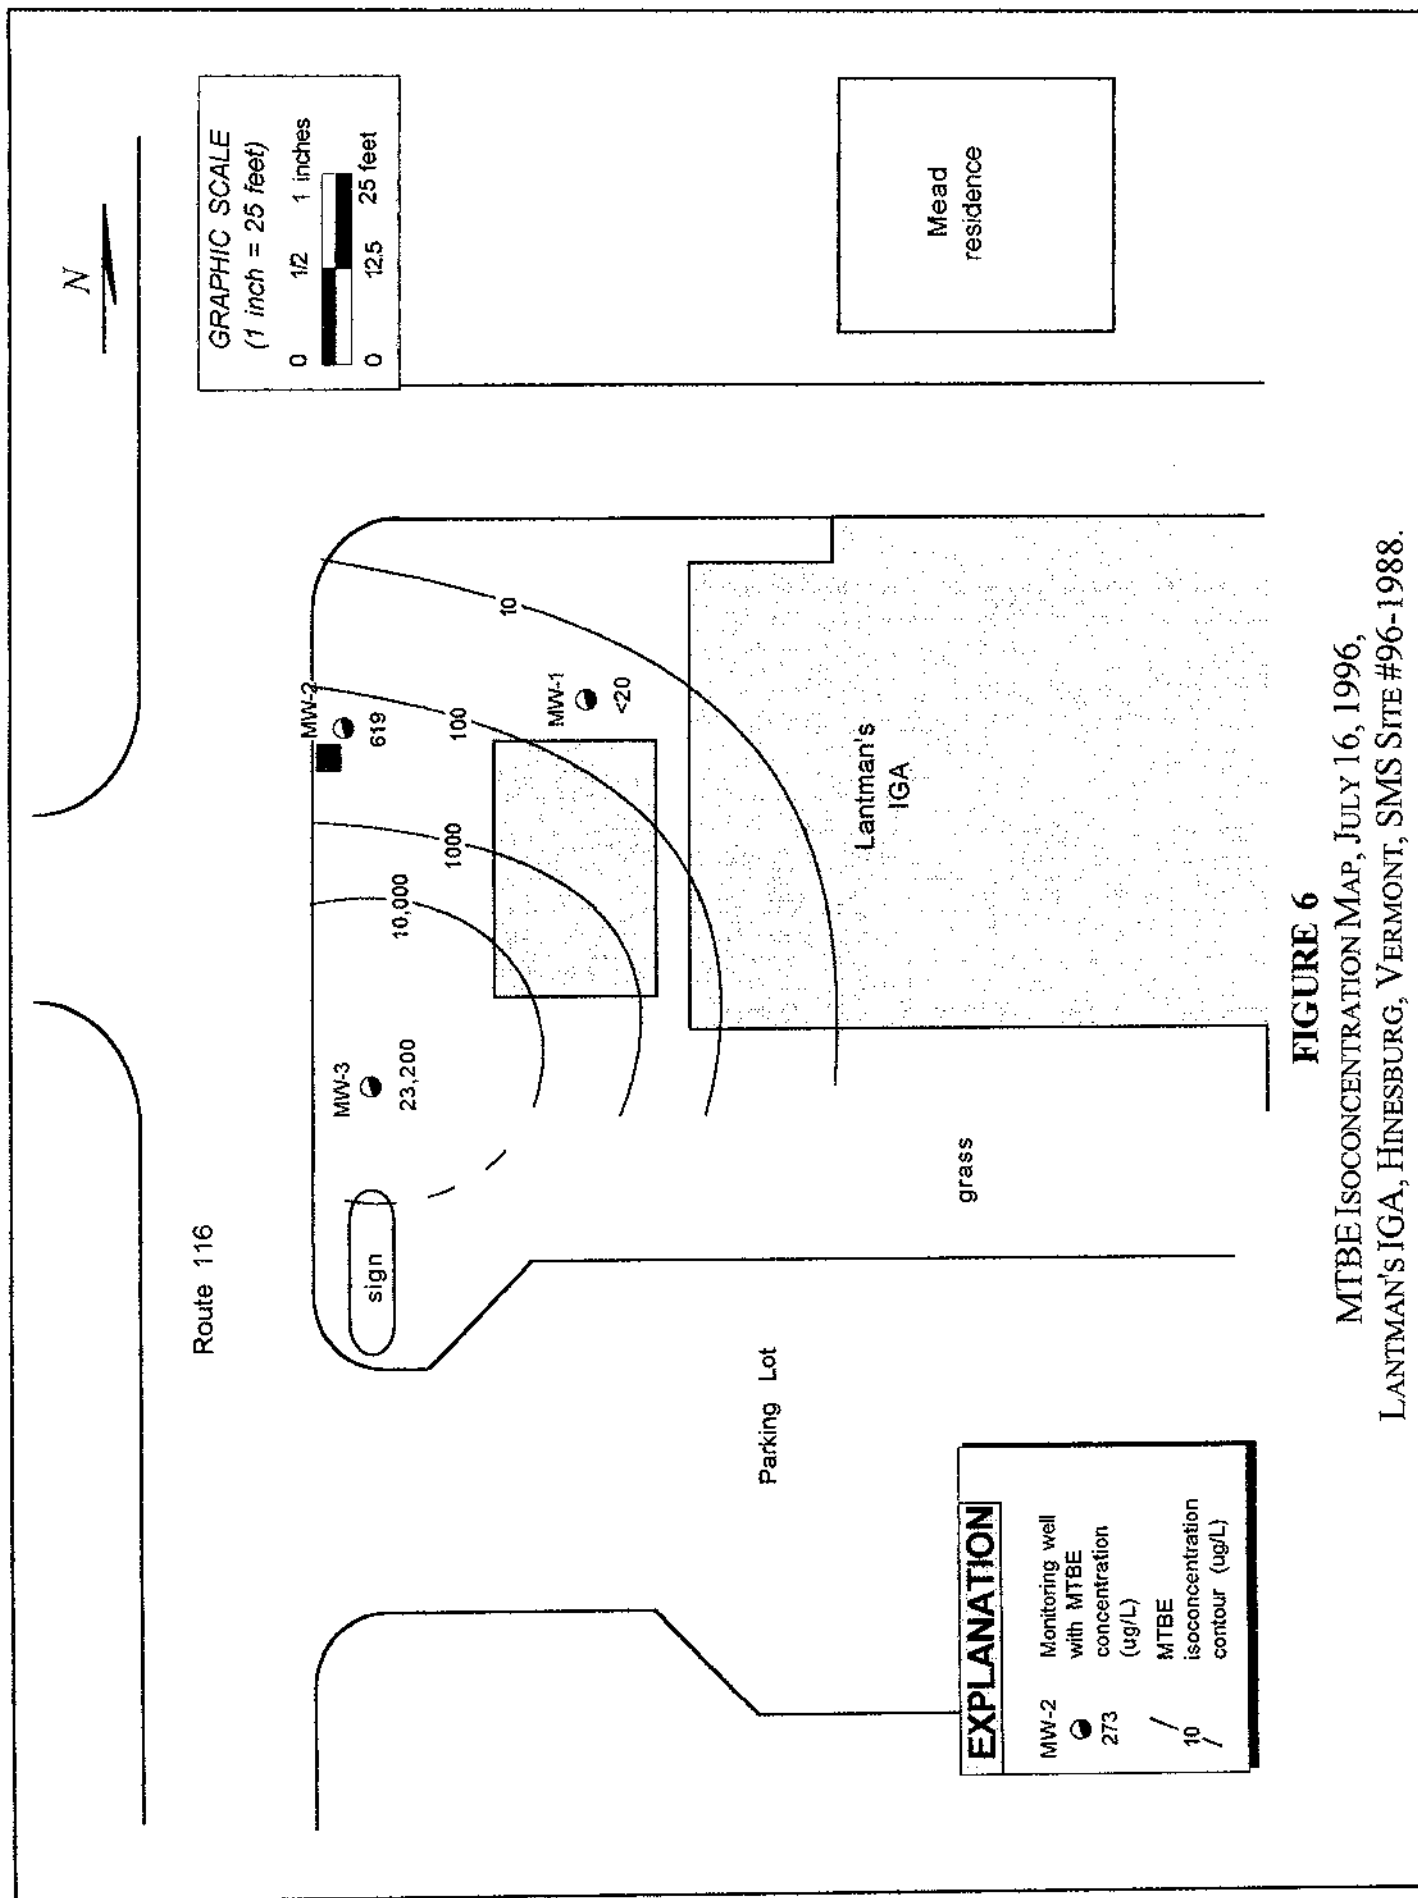 N
GRAPHIC SCALE
(1 inch = 25 feet)
0 1/2 1 inches
0 12.5 25 feet
Route 116
sign
MW-3
23,200
10,000
1000
MW-2
619
100
MW-1
<20
10
Mead
residence
Lantman's
IGA
grass
Parking Lot
EXPLANATION
MW-2
273
Monitoring well
with MTBE
concentration
(ug/L)
10
MTBE
isoconcentration
contour (ug/L)
FIGURE 6
MTBE ISOCONCENTRATION MAP, JULY 16, 1996,
LANTMAN'S IGA, HINESBURG, VERMONT, SMS SITE #96-1988.